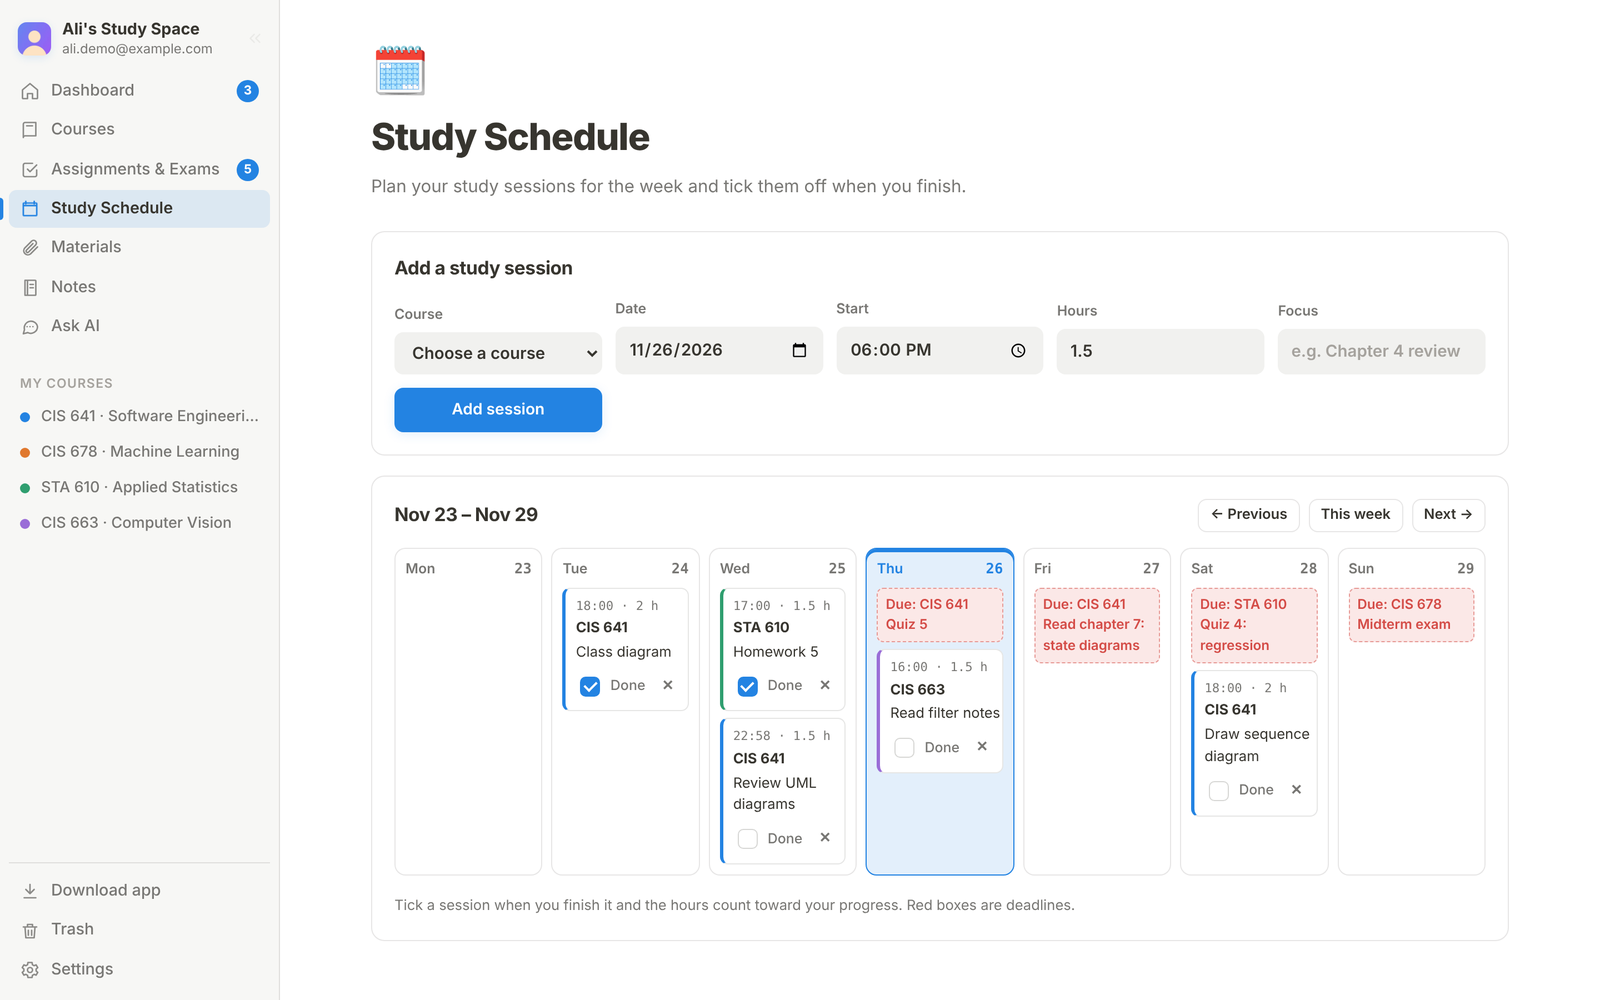 Ali's Study Space
ali.demo@example.com
Dashboard 3
Courses
Assignments & Exams 5
Study Schedule
Materials
Notes
Ask AI
MY COURSES
CIS 641 · Software Engineeri...
CIS 678 · Machine Learning
STA 610 · Applied Statistics
CIS 663 · Computer Vision
Download app
Trash
Settings
Study Schedule
Plan your study sessions for the week and tick them off when you finish.
Add a study session
Course
Choose a course
Date
11/26/2026
Start
06:00 PM
Hours
1.5
Focus
e.g. Chapter 4 review
Add session
Nov 23 – Nov 29
← Previous
This week
Next →
Mon 23
Tue 24
18:00 · 2 h
CIS 641
Class diagram
Done ×
Wed 25
17:00 · 1.5 h
STA 610
Homework 5
Done ×
22:58 · 1.5 h
CIS 641
Review UML
diagrams
Done ×
Thu 26
Due: CIS 641
Quiz 5
16:00 · 1.5 h
CIS 663
Read filter notes
Done ×
Fri 27
Due: CIS 641
Read chapter 7:
state diagrams
Sat 28
Due: STA 610
Quiz 4:
regression
18:00 · 2 h
CIS 641
Draw sequence
diagram
Done ×
Sun 29
Due: CIS 678
Midterm exam
Tick a session when you finish it and the hours count toward your progress. Red boxes are deadlines.